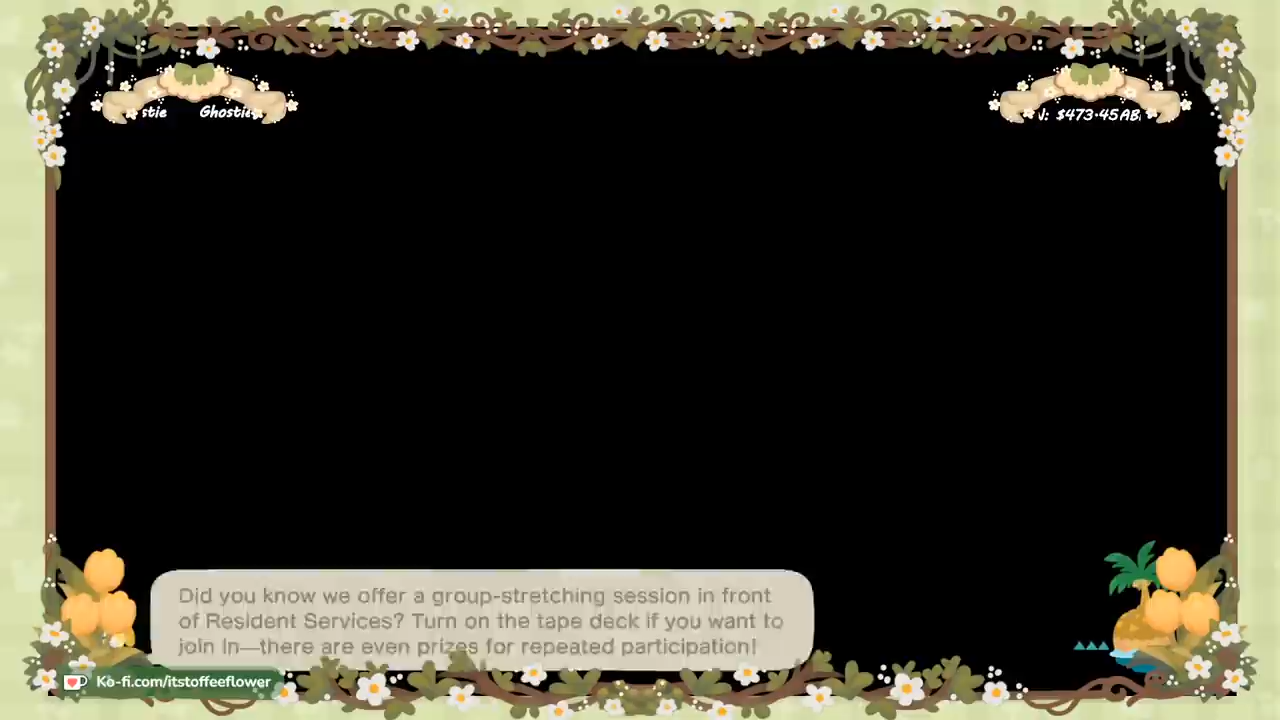 stie Ghostie
: $473.45AB
Did you know we offer a group-stretching session in front
of Resident Services? Turn on the tape deck if you want to
join in—there are even prizes for repeated participation!
Ko-fi.com/itstoffeeflower